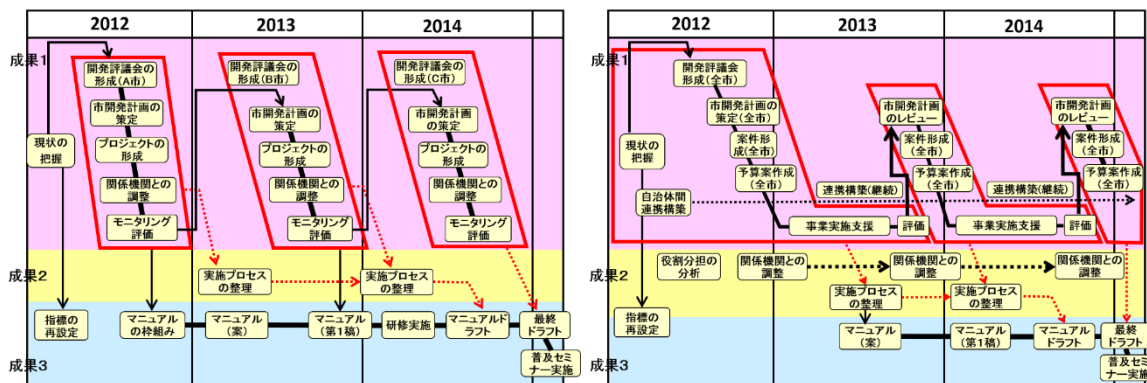 2012
2013
2014
成果1
開発評議会の
形成(A市)
市開発計画の
策定
プロジェクトの
形成
関係機関との
調整
モニタリング
評価
現状の
把握
開発評議会の
形成(B市)
市開発計画の
策定
プロジェクトの
形成
関係機関との
調整
モニタリング
評価
開発評議会の
形成(C市)
市開発計画
の策定
プロジェクトの
形成
関係機関との
調整
モニタリング
評価
成果2
実施プロセス
の整理
実施プロセス
の整理
指標の
再設定
マニュアル
の枠組み
マニュアル
(案)
マニュアル
(第1稿)
研修実施
マニュアルド
ラフト
最終
ドラフト
成果3
普及セミ
ナー実施
2012
2013
2014
成果1
開発評議会の
形成(全市)
市開発計画の
策定(全市)
案件形
成(全市)
予算案作成
(全市)
現状の
把握
自治体間
連携構築
市開発計画
のレビュー
案件形成
(全市)
予算案作
成(全市)
連携構築(継続)
事業実施支援
評価
市開発計画
のレビュー
案件形成
(全市)
予算案作
成(全市)
連携構築(継続)
事業実施支援
評価
成果2
役割分担の
分析
関係機関との
調整
関係機関との
調整
関係機関との
調整
実施プロセス
の整理
実施プロセス
の整理
指標の
再設定
マニュアル
(案)
マニュアル
(第1稿)
マニュアル
ドラフト
最終
ドラフト
成果3
普及セミ
ナー実施